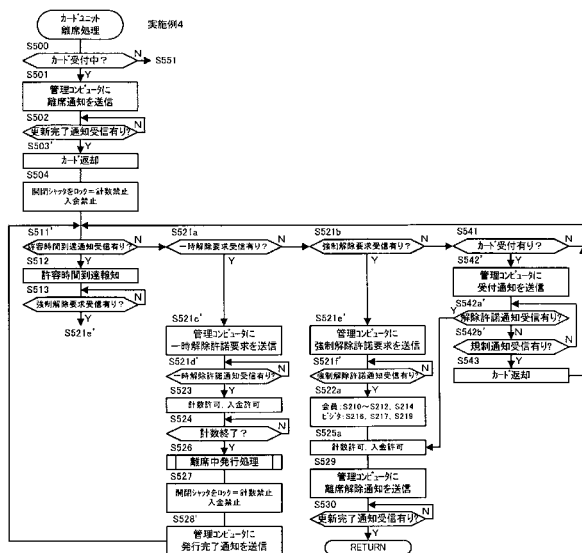 カードユニット
離席処理
実施例4
S500
カード受付中?
N
S551
S501
Y
管理コンピュータに
離席通知を送信
S502
N
更新完了通知受信有り?
S503'
Y
カード返却
S504
開閉シャッタをロック=計数禁止
入金禁止
S511'
許容時間到達通知受信有り?
N
S512
Y
許容時間到達報知
S513
N
強制解除要求受信有り?
Y
S521e'
S521a
一時解除要求受信有り?
N
Y
S521c'
管理コンピュータに
一時解除許諾要求を送信
S521d'
N
一時解除許諾通知受信有り?
S523
Y
計数許可、入金許可
S524
N
計数終了?
S526
Y
離席中発行処理
S527
開閉シャッタをロック=計数禁止
入金禁止
S528'
管理コンピュータに
発行完了通知を送信
S521b
強制解除要求受信有り?
N
Y
S521e'
管理コンピュータに
強制解除許諾要求を送信
S521f'
N
強制解除許諾通知受信有り?
S522a
Y
会員:S210~S212、S214
ビジタ:S216、S217、S219
S525a
計数許可、入金許可
S529
管理コンピュータに
離席解除通知を送信
S530
N
更新完了通知受信有り?
Y
RETURN
S541
カード受付有り?
N
S542'
Y
管理コンピュータに
受付通知を送信
S542a'
Y
解除許諾通知受信有り?
S542b'
N
規制通知受信有り?
N
S543
Y
カード返却